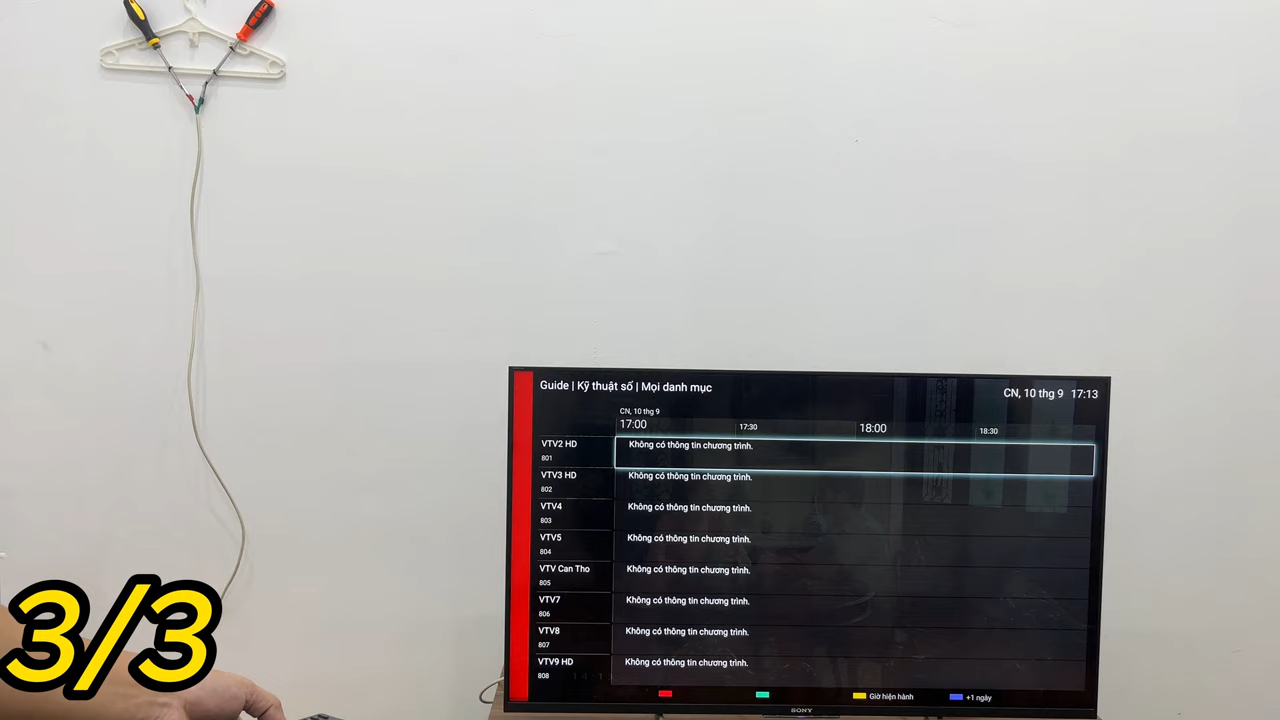 Guide | Kỹ thuật số | Mọi danh mục
CN, 10 thg 9 17:13
CN, 10 thg 9
17:00 17:30 18:00 18:30
VTV2 HD Không có thông tin chương trình.
801
VTV3 HD Không có thông tin chương trình.
802
VTV4 Không có thông tin chương trình.
803
VTV5 Không có thông tin chương trình.
804
VTV Can Tho Không có thông tin chương trình.
805
VTV7 Không có thông tin chương trình.
806
VTV8 Không có thông tin chương trình.
807
VTV9 HD Không có thông tin chương trình.
808
Giờ hiện hành +1 ngày
SONY
3/3